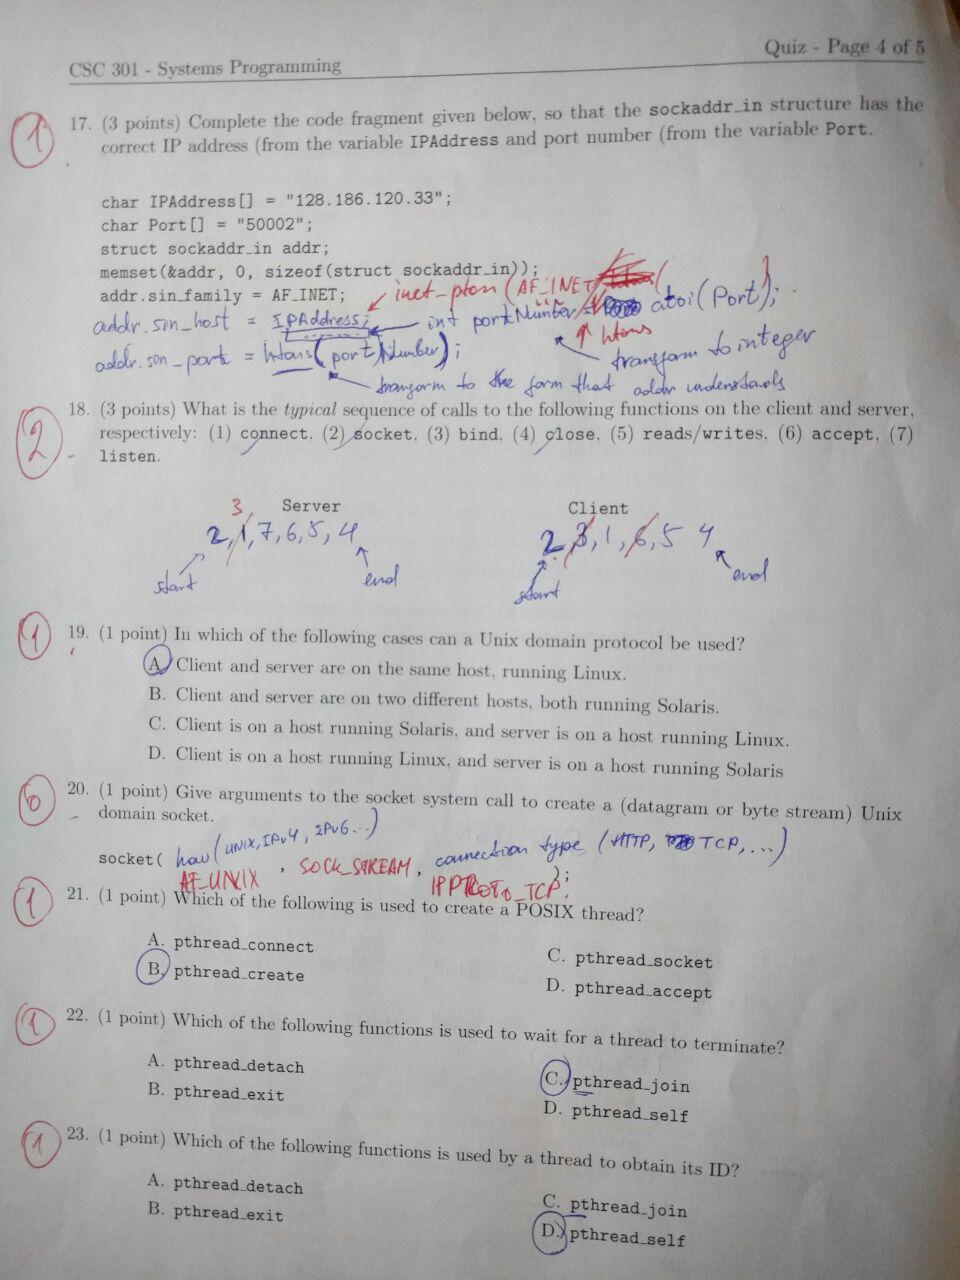 Quiz - Page 4 of 5
CSC 301 - Systems Programming
1
17. (3 points) Complete the code fragment given below, so that the sockaddr_in structure has the
correct IP address (from the variable IPAddress and port number (from the variable Port.
char IPAddress[] = "128.186.120.33";
char Port[] = "50002";
struct sockaddr_in addr;
memset(&addr, 0, sizeof(struct sockaddr_in));
addr.sin_family = AF_INET; inet_pton (AF_INET, (
addr.sin_host = IPAddress; int portNumber = atoi(Port);
htons
addr.sin_port = htons(portNumber); transform to integer
transform to the form that addr understands
2
18. (3 points) What is the typical sequence of calls to the following functions on the client and server,
respectively: (1) connect, (2) socket, (3) bind, (4) close, (5) reads/writes, (6) accept, (7)
listen.
Server Client
3
2, 1, 7, 6, 5, 4 2, 3, 1, 6, 5 4
start end start end
1
19. (1 point) In which of the following cases can a Unix domain protocol be used?
A. Client and server are on the same host, running Linux.
B. Client and server are on two different hosts, both running Solaris.
C. Client is on a host running Solaris, and server is on a host running Linux.
D. Client is on a host running Linux, and server is on a host running Solaris
0
20. (1 point) Give arguments to the socket system call to create a (datagram or byte stream) Unix
domain socket.
socket( how (UNIX, IPv4, IPv6...) , , connection type (HTTP, TCP, ...) );
AF_UNIX SOCK_STREAM IPPROTO_TCP
1
21. (1 point) Which of the following is used to create a POSIX thread?
A. pthread_connect
B. pthread_create
C. pthread_socket
D. pthread_accept
1
22. (1 point) Which of the following functions is used to wait for a thread to terminate?
A. pthread_detach
B. pthread_exit
C. pthread_join
D. pthread_self
1
23. (1 point) Which of the following functions is used by a thread to obtain its ID?
A. pthread_detach
B. pthread_exit
C. pthread_join
D. pthread_self